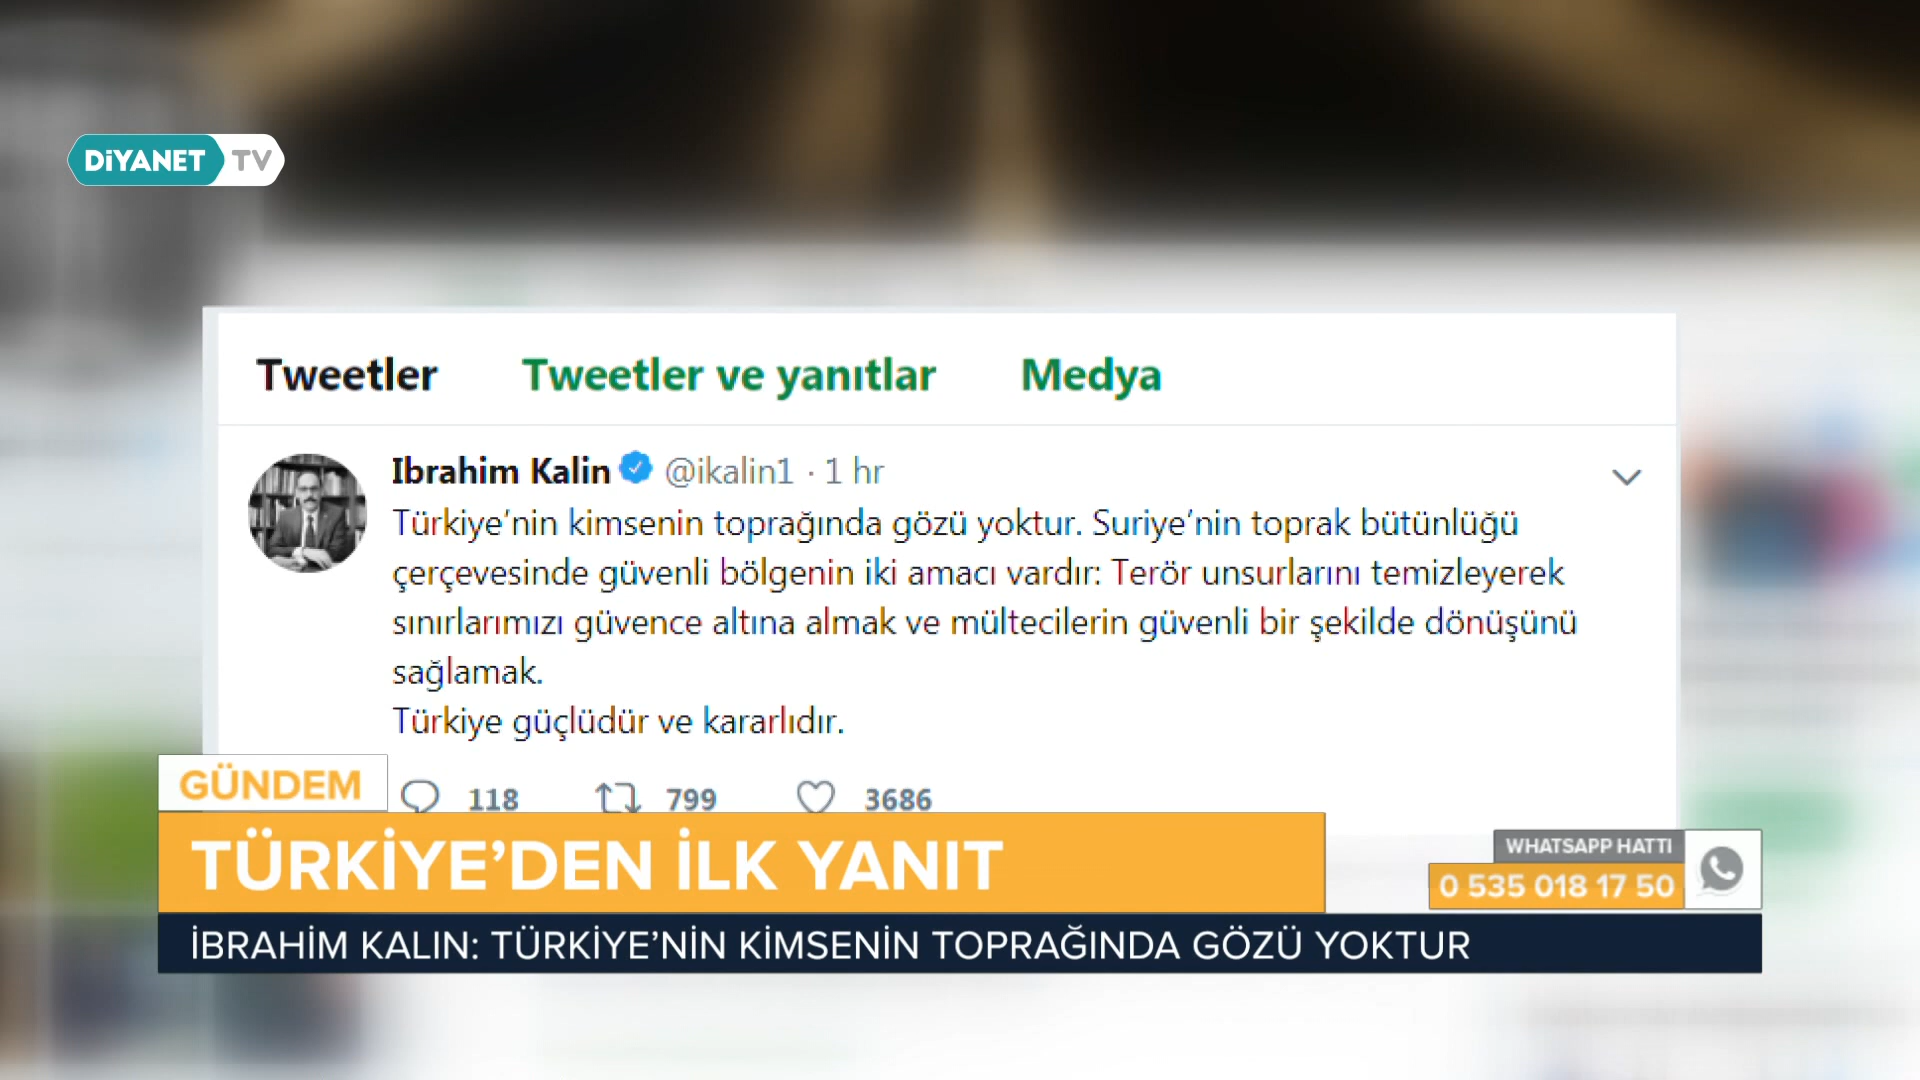 DİYANET TV
Tweetler Tweetler ve yanıtlar Medya
Ibrahim Kalin @ikalin1 · 1 hr
Türkiye'nin kimsenin toprağında gözü yoktur. Suriye'nin toprak bütünlüğü
çerçevesinde güvenli bölgenin iki amacı vardır: Terör unsurlarını temizleyerek
sınırlarımızı güvence altına almak ve mültecilerin güvenli bir şekilde dönüşünü
sağlamak.
Türkiye güçlüdür ve kararlıdır.
118 799 3686
GÜNDEM
TÜRKİYE'DEN İLK YANIT
WHATSAPP HATTI
0 535 018 17 50
İBRAHİM KALIN: TÜRKİYE'NİN KİMSENİN TOPRAĞINDA GÖZÜ YOKTUR